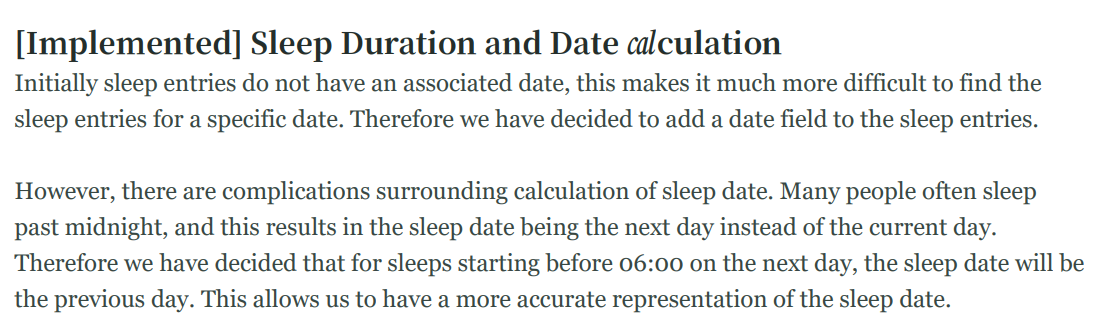 [Implemented] Sleep Duration and Date calculation
Initially sleep entries do not have an associated date, this makes it much more difficult to find the
sleep entries for a specific date. Therefore we have decided to add a date field to the sleep entries.
However, there are complications surrounding calculation of sleep date. Many people often sleep
past midnight, and this results in the sleep date being the next day instead of the current day.
Therefore we have decided that for sleeps starting before 06:00 on the next day, the sleep date will be
the previous day. This allows us to have a more accurate representation of the sleep date.